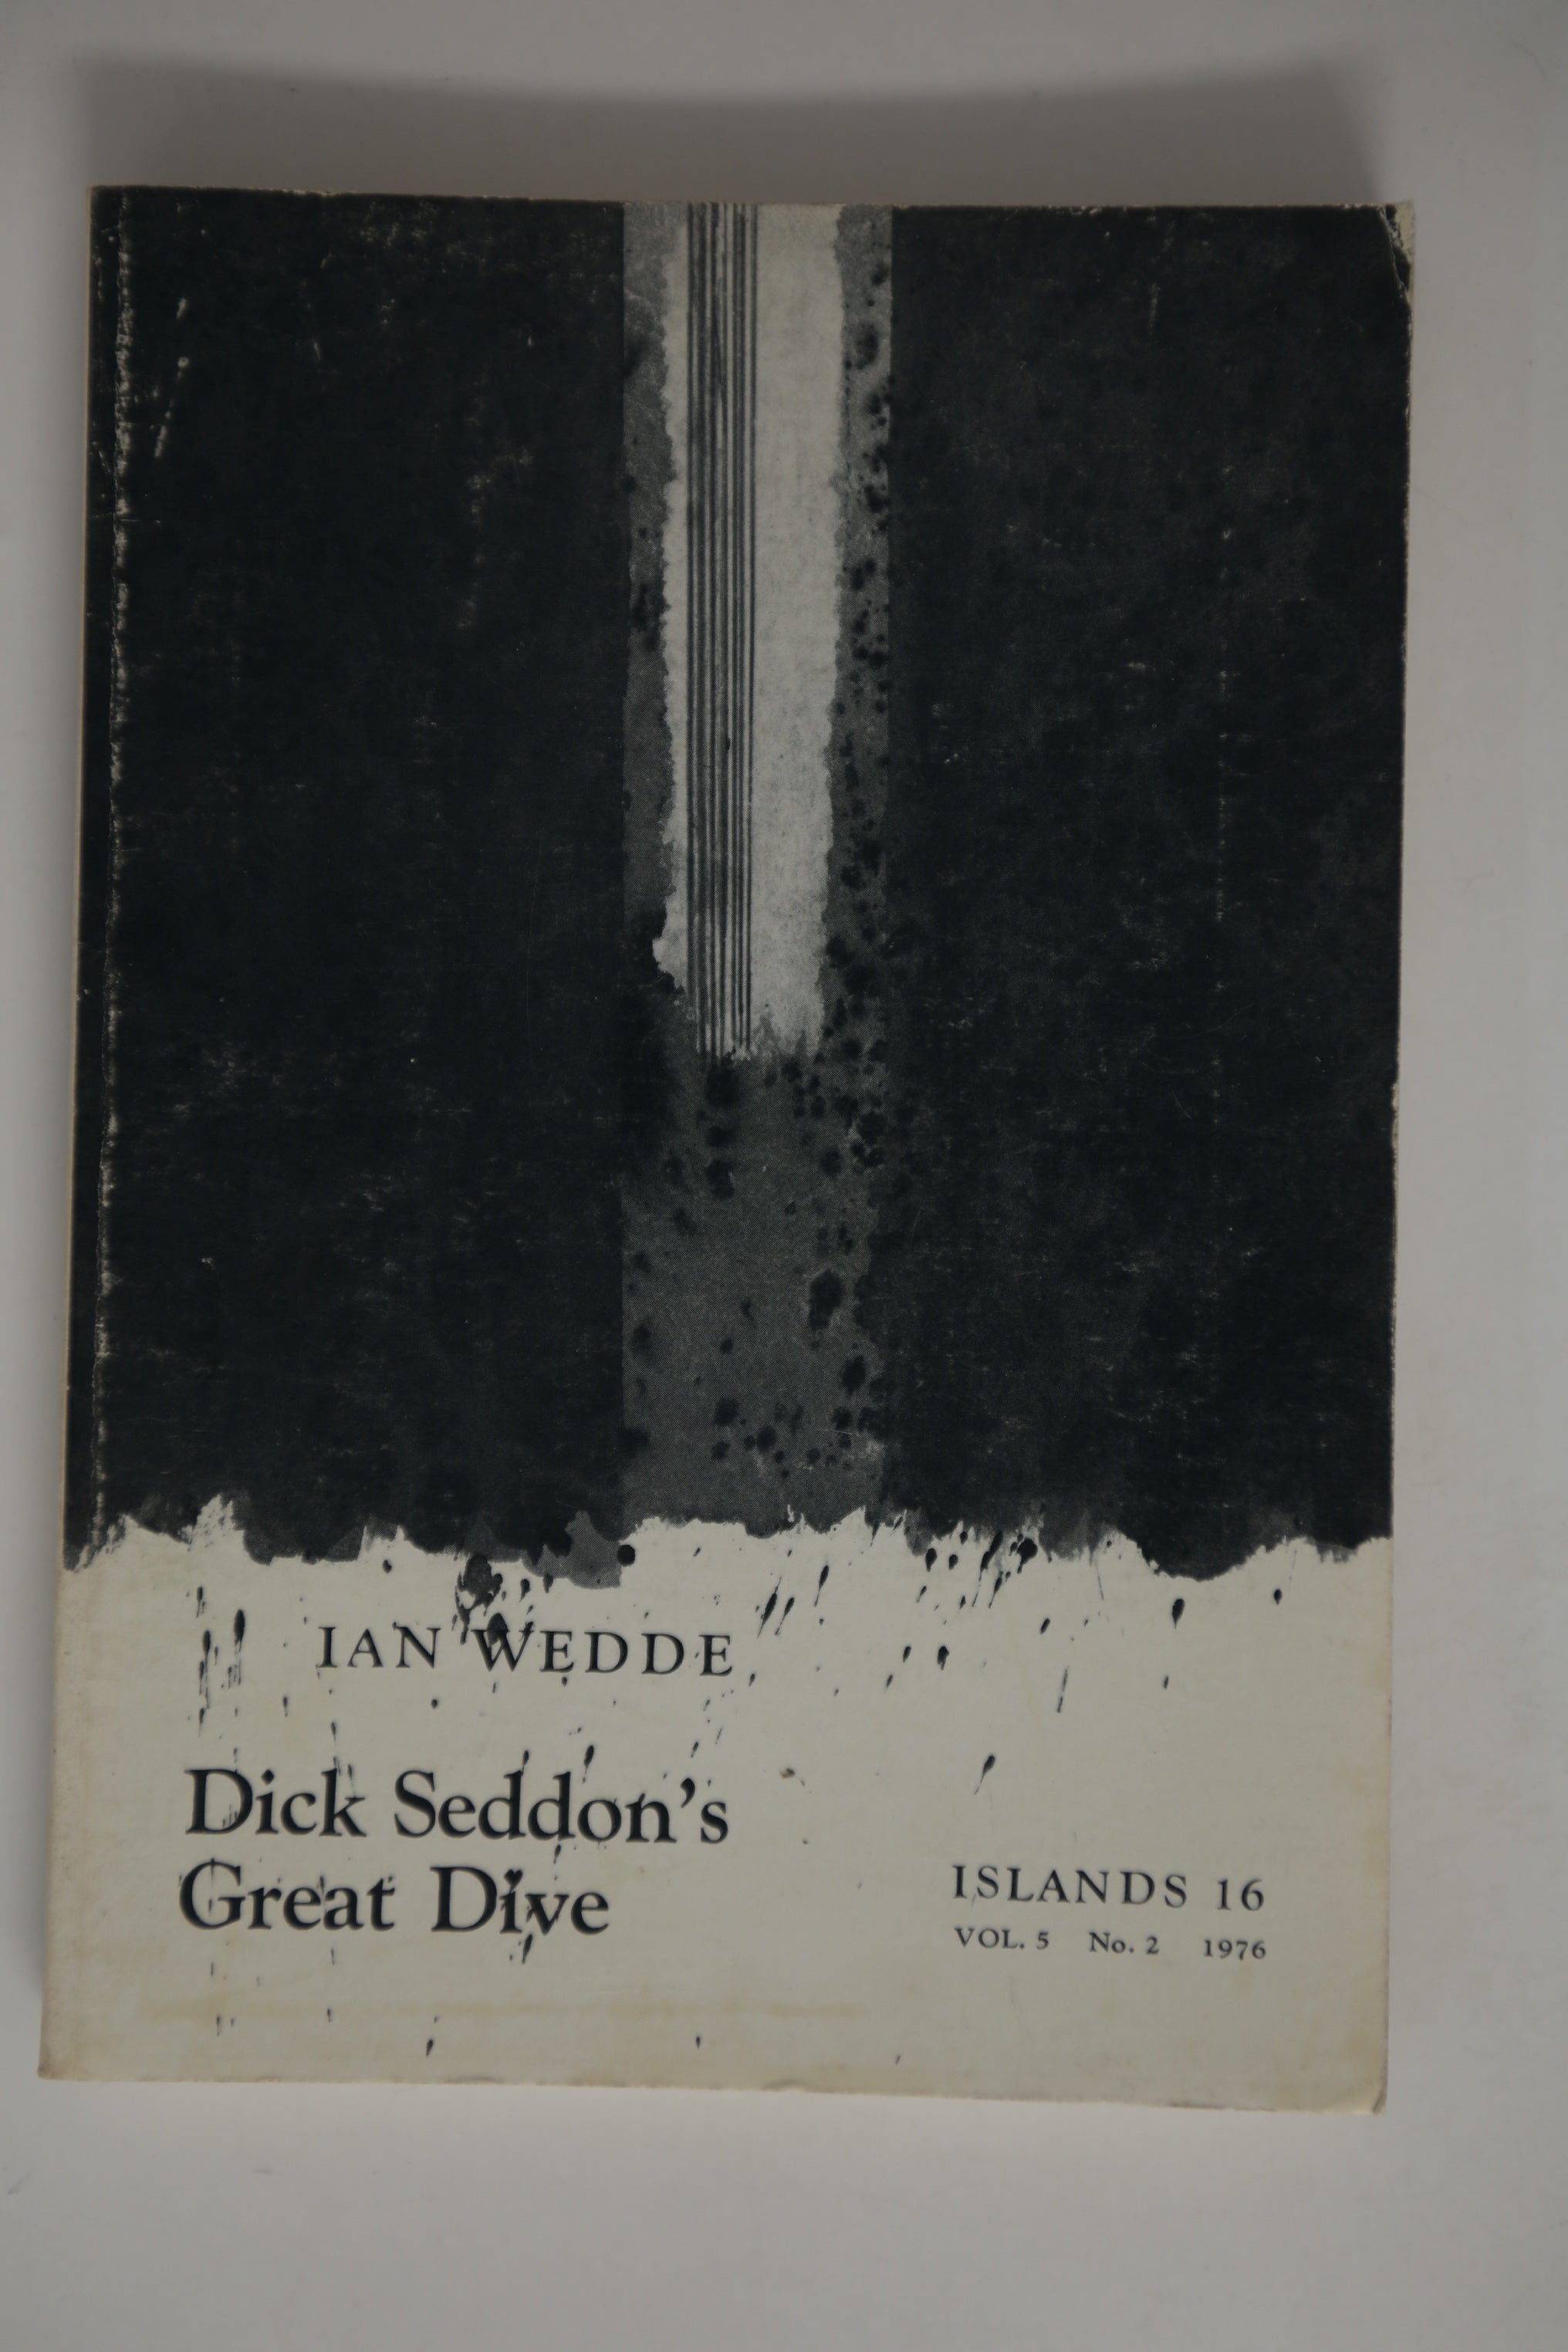 IAN WEDDE
Dick Seddon's
Great Dive
ISLANDS 16
VOL. 5 No. 2 1976